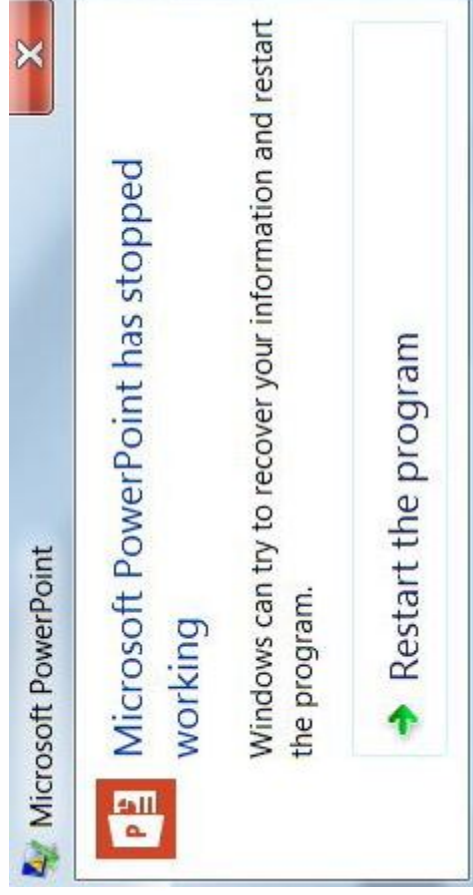 Microsoft PowerPoint
Microsoft PowerPoint has stopped
working
Windows can try to recover your information and restart
the program.
Restart the program